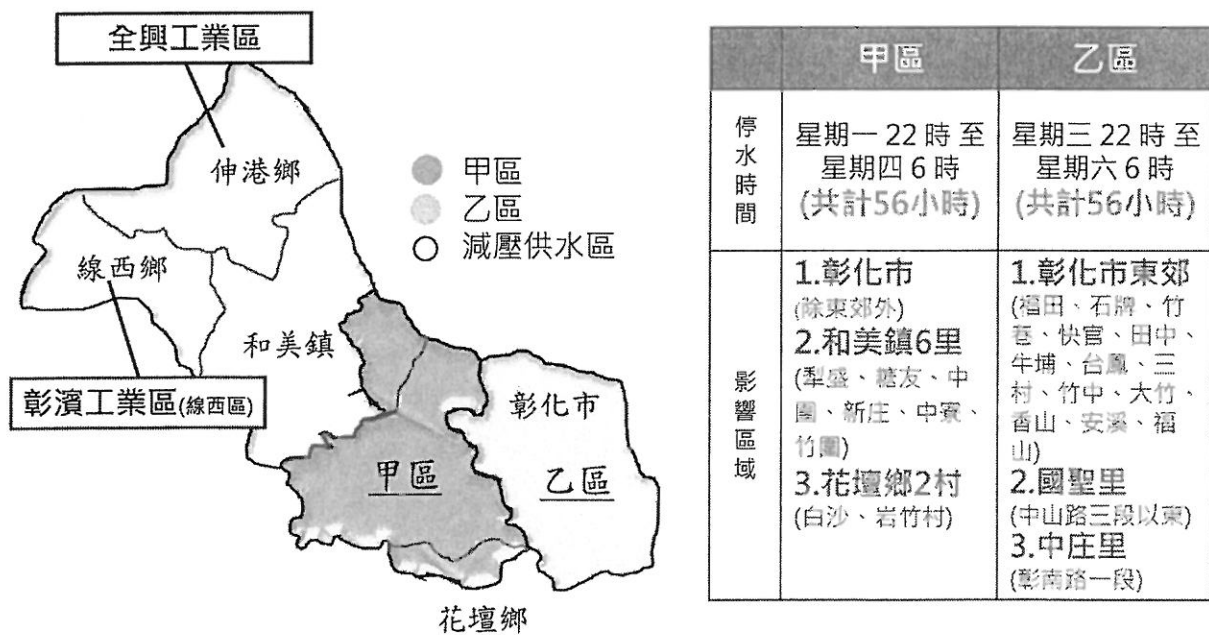 全興工業區
伸港鄉
線西鄉
和美鎮
彰濱工業區(線西區)
彰化市
甲區
乙區
花壇鄉
甲區
乙區
減壓供水區
甲區
乙區
停水時間
星期一 22 時 至
星期四 6 時
(共計56小時)
星期三 22 時 至
星期六 6 時
(共計56小時)
影響區域
1.彰化市
(除東郊外)
2.和美鎮6里
(犁盛、糖友、中
圍、新庄、中寮、
竹圍)
3.花壇鄉2村
(白沙、岩竹村)
1.彰化市東郊
(福田、石牌、竹
巷、快官、田中、
牛埔、台鳳、三
村、竹中、大竹、
香山、安溪、福
山)
2.國聖里
(中山路三段以東)
3.中庄里
(彰南路一段)